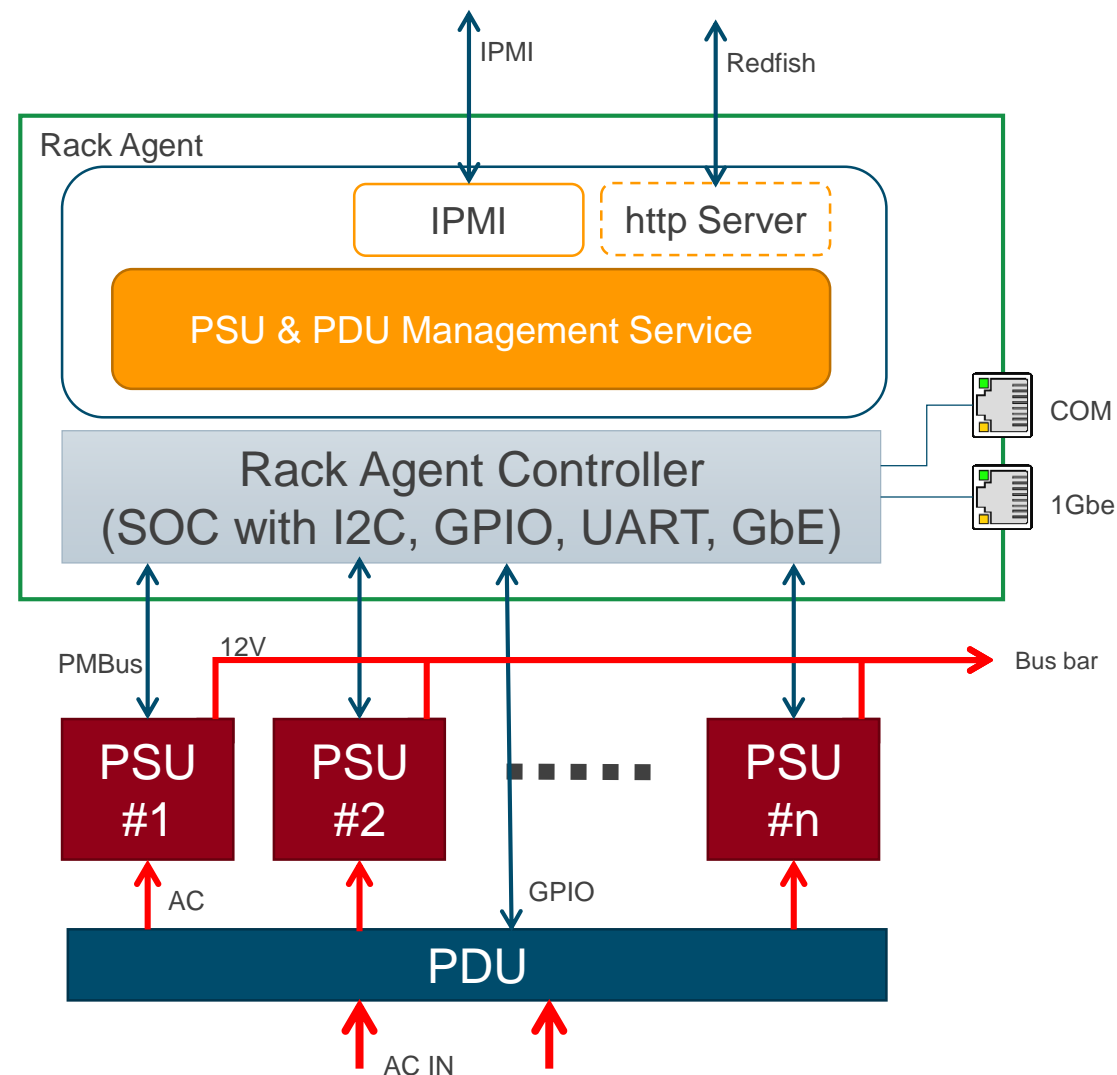 IPMI
Redfish
Rack Agent
IPMI
http Server
PSU & PDU Management Service
COM
Rack Agent Controller
(SOC with I2C, GPIO, UART, GbE)
1Gbe
12V
PMBus
Bus bar
PSU
#1
PSU
#2
PSU
#n
AC
GPIO
PDU
AC IN